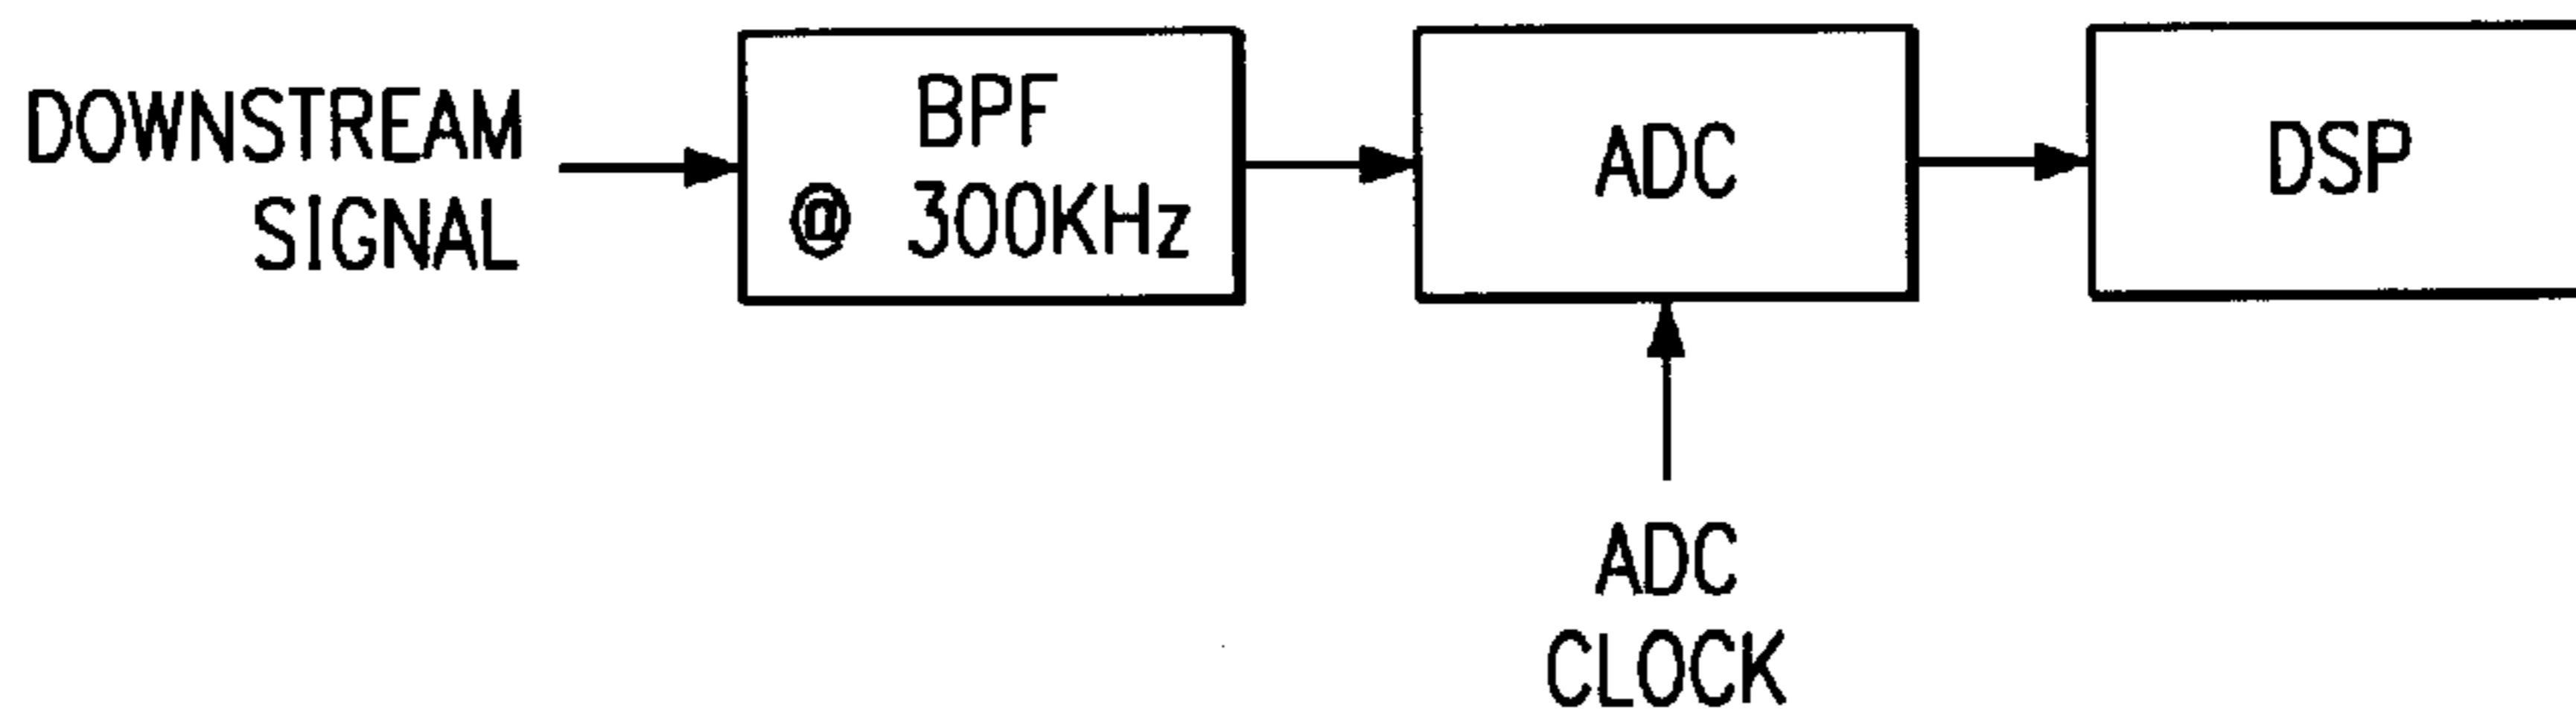 DOWNSTREAM
SIGNAL
BPF
@ 300KHz
ADC
DSP
ADC
CLOCK